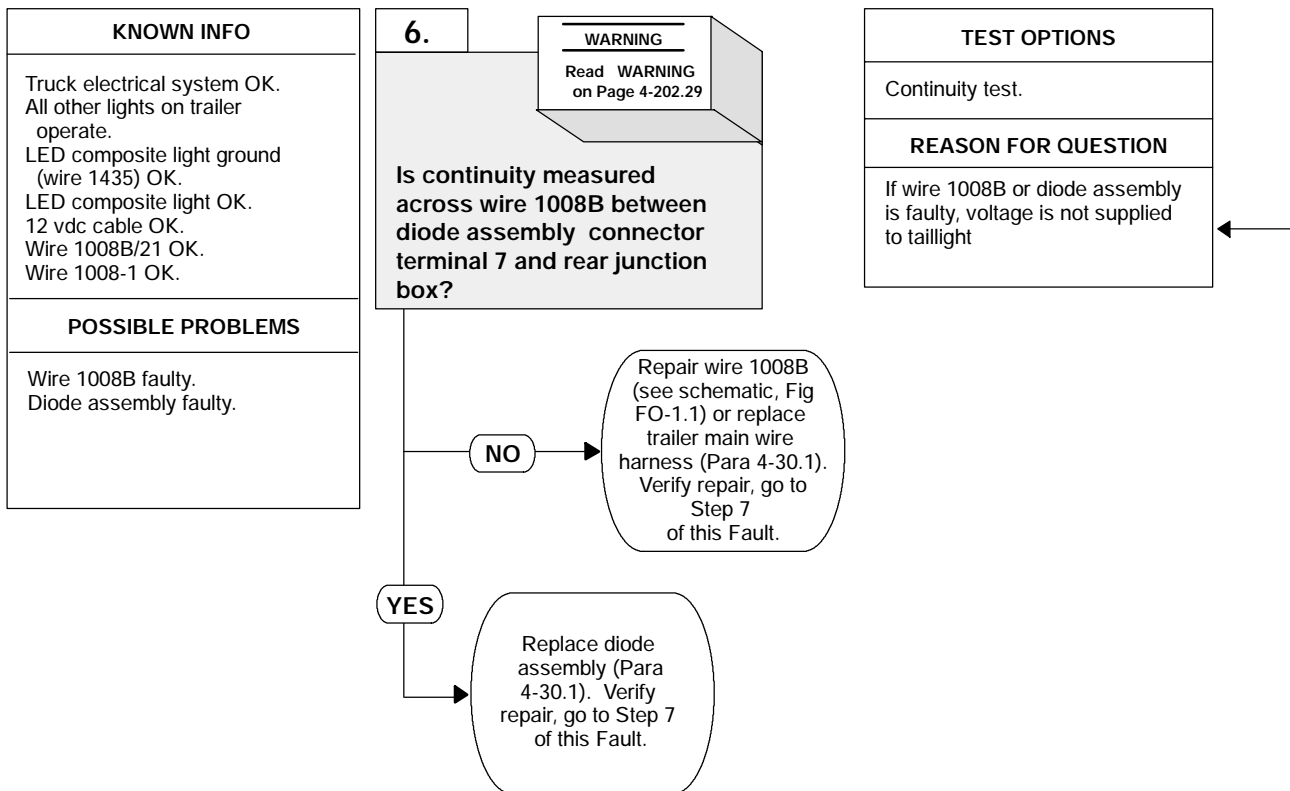 KNOWN INFO
Truck electrical system OK.
All other lights on trailer
operate.
LED composite light ground
(wire 1435) OK.
LED composite light OK.
12 vdc cable OK.
Wire 1008B/21 OK.
Wire 1008-1 OK.
POSSIBLE PROBLEMS
Wire 1008B faulty.
Diode assembly faulty.
6.
WARNING
Read WARNING
on Page 4-202.29
Is continuity measured
across wire 1008B between
diode assembly connector
terminal 7 and rear junction
box?
TEST OPTIONS
Continuity test.
REASON FOR QUESTION
If wire 1008B or diode assembly
is faulty, voltage is not supplied
to taillight
NO
Repair wire 1008B
(see schematic, Fig
FO-1.1) or replace
trailer main wire
harness (Para 4-30.1).
Verify repair, go to
Step 7
of this Fault.
YES
Replace diode
assembly (Para
4-30.1). Verify
repair, go to Step 7
of this Fault.